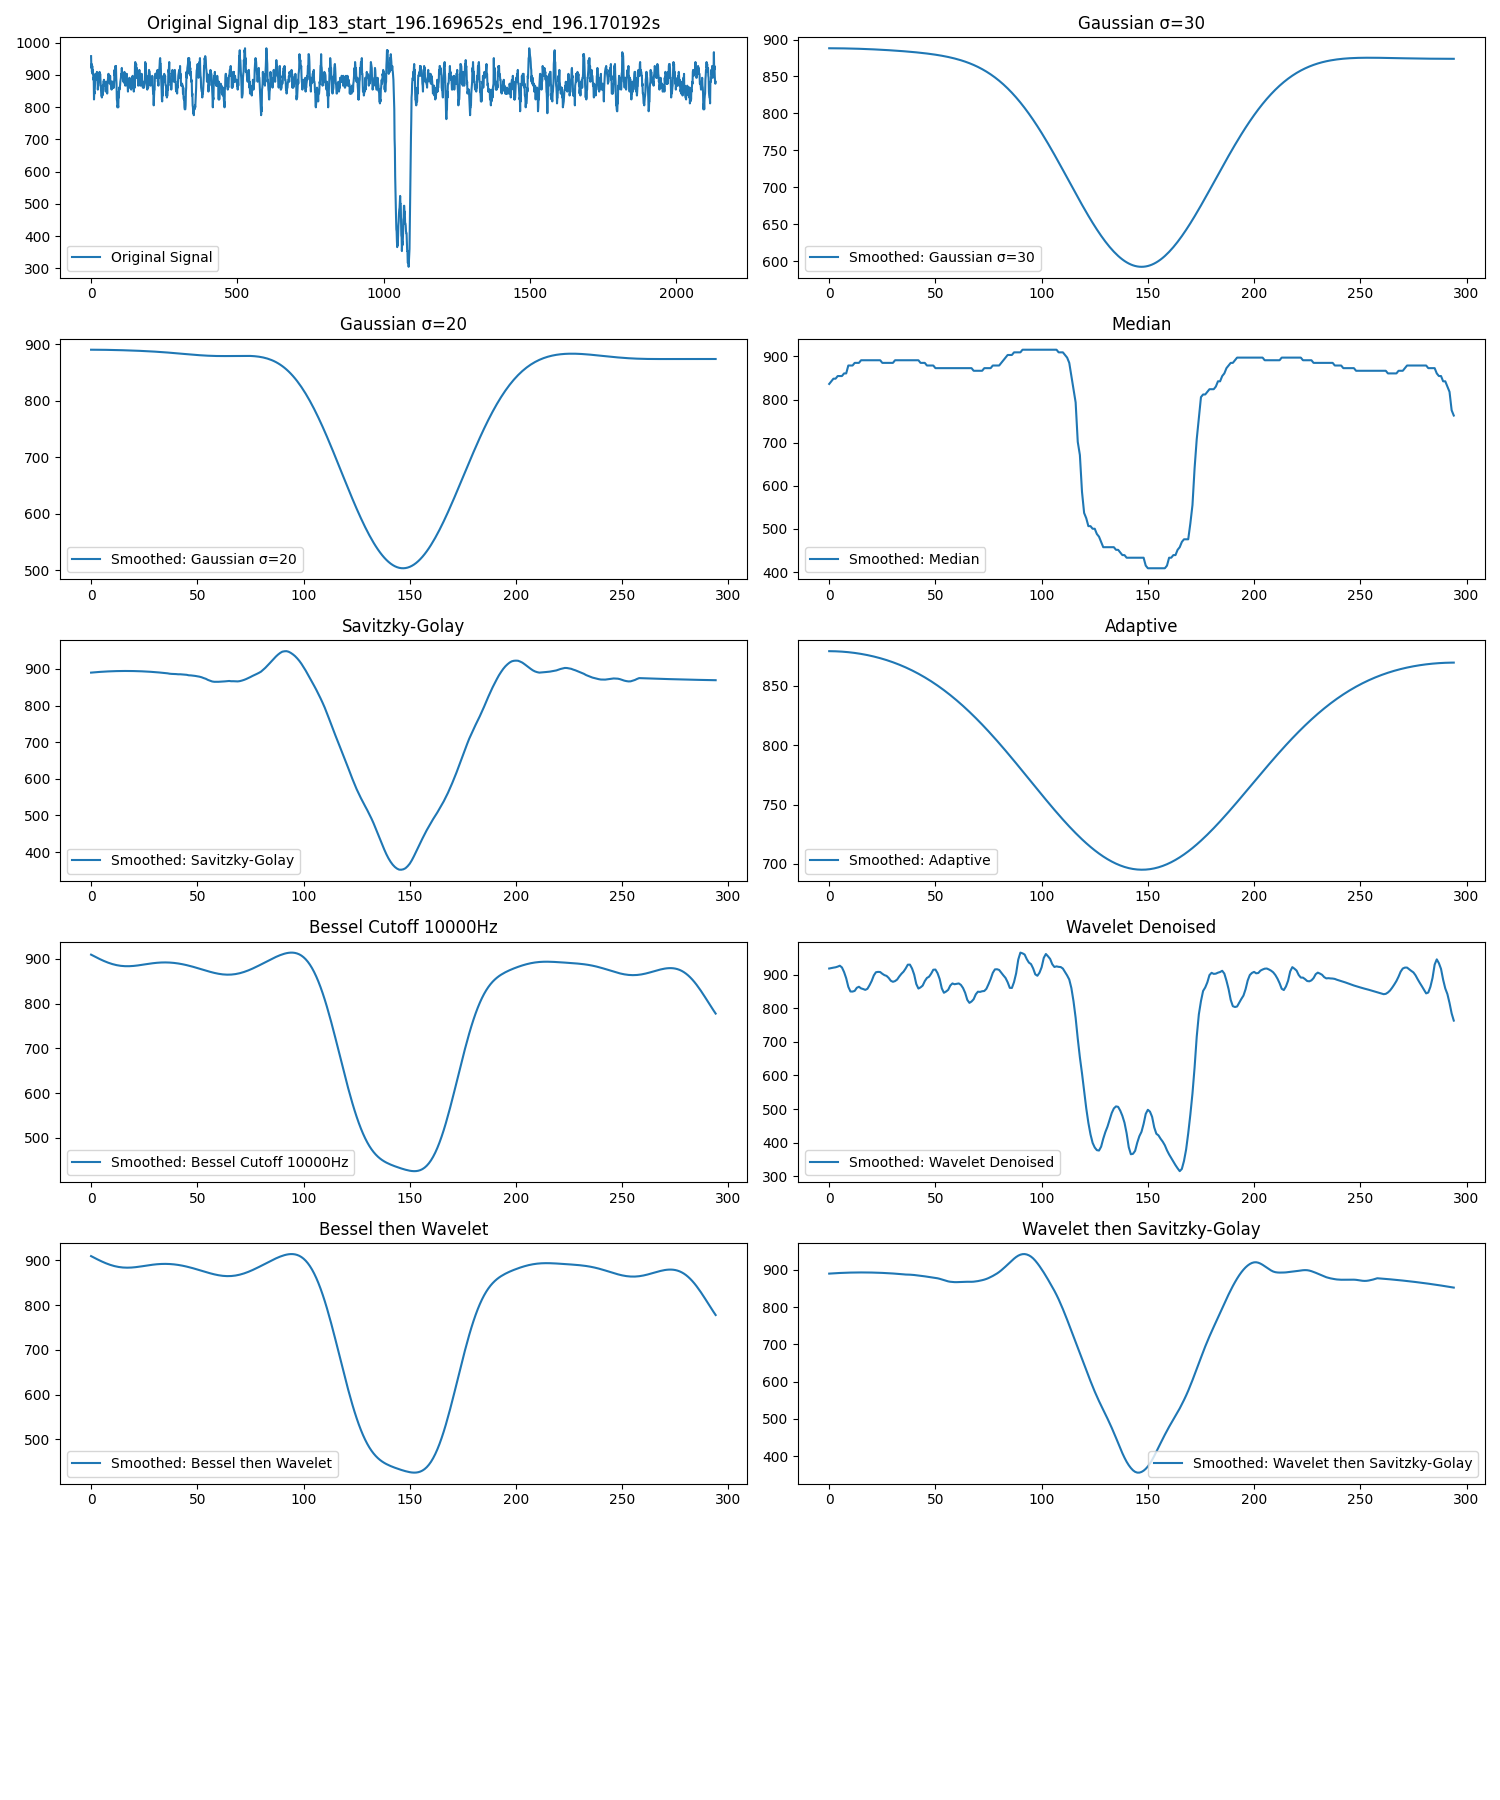 Original Signal dip_183_start_196.169652s_end_196.170192s
1000
900
800
700
600
500
400
300
Original Signal
0 500 1000 1500 2000
Gaussian σ=30
900
850
800
750
700
650
600
Smoothed: Gaussian σ=30
0 50 100 150 200 250 300
Gaussian σ=20
900
800
700
600
500
Smoothed: Gaussian σ=20
0 50 100 150 200 250 300
Median
900
800
700
600
500
400
Smoothed: Median
0 50 100 150 200 250 300
Savitzky-Golay
900
800
700
600
500
400
Smoothed: Savitzky-Golay
0 50 100 150 200 250 300
Adaptive
850
800
750
700
Smoothed: Adaptive
0 50 100 150 200 250 300
Bessel Cutoff 10000Hz
900
800
700
600
500
Smoothed: Bessel Cutoff 10000Hz
0 50 100 150 200 250 300
Wavelet Denoised
900
800
700
600
500
400
300
Smoothed: Wavelet Denoised
0 50 100 150 200 250 300
Bessel then Wavelet
900
800
700
600
500
Smoothed: Bessel then Wavelet
0 50 100 150 200 250 300
Wavelet then Savitzky-Golay
900
800
700
600
500
400
Smoothed: Wavelet then Savitzky-Golay
0 50 100 150 200 250 300